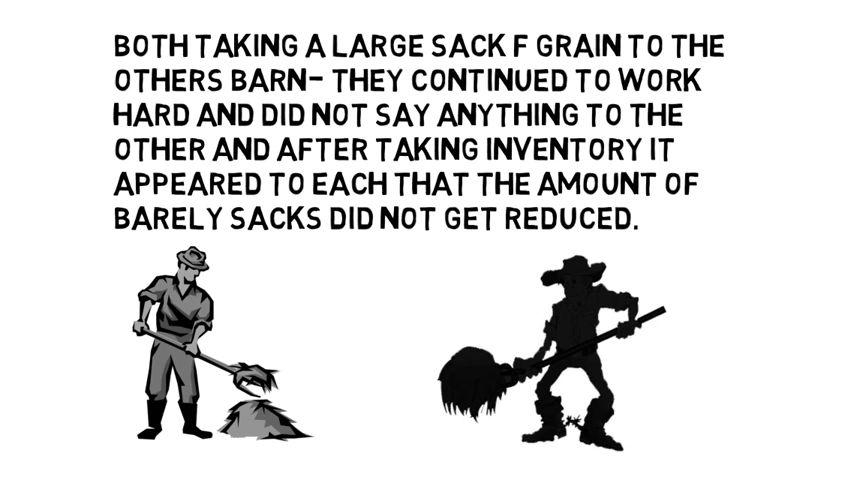 BOTH TAKING A LARGE SACK F GRAIN TO THE
OTHERS BARN- THEY CONTINUED TO WORK
HARD AND DID NOT SAY ANYTHING TO THE
OTHER AND AFTER TAKING INVENTORY IT
APPEARED TO EACH THAT THE AMOUNT OF
BARELY SACKS DID NOT GET REDUCED.